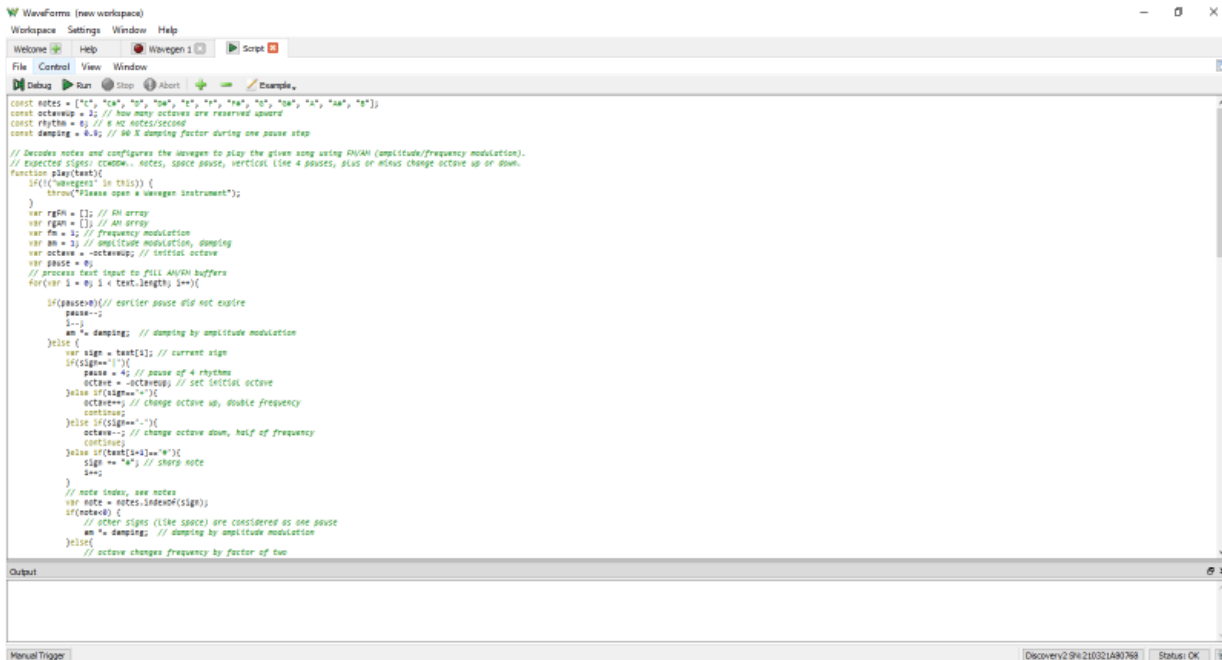 WaveForms (new workspace)
Workspace Settings Window Help
Welcome Help Wavegen 1 Script
File Control View Window
Debug Run Stop Abort Example
const notes = ["C", "C#", "D", "D#", "E", "F", "F#", "G", "G#", "A", "A#", "B"];
const octaveUp = 2; // how many octaves are reserved upward
const rhythm = 6; // 6 Hz notes/second
const damping = 0.9; // 90 % damping factor during one pause step
// Decodes notes and configures the Wavegen to play the given song using FM/AM (amplitude/frequency modulation).
// Expected signs: CC#DD#.. notes, space pause, vertical line 4 pauses, plus or minus change octave up or down.
function play(text){
if(!('Wavegen1' in this)) {
throw("Please open a Wavegen instrument");
}
var rgFM = []; // FM array
var rgAM = []; // AM array
var fm = 1; // frequency modulation
var am = 1; // amplitude modulation, damping
var octave = -octaveUp; // initial octave
var pause = 0;
// process text input to fill AM/FM buffers
for(var i = 0; i < text.length; i++){
if(pause>0){// earlier pause did not expire
pause--;
i--;
am *= damping; // damping by amplitude modulation
}else {
var sign = text[i]; // current sign
if(sign=="|"){
pause = 4; // pause of 4 rhythms
octave = -octaveUp; // set initial octave
}else if(sign=="+"){
octave++; // change octave up, double frequency
continue;
}else if(sign=="-"){
octave--; // change octave down, half of frequency
continue;
}else if(text[i+1]=="#"){
sign += "#"; // sharp note
i++;
}
// note index, see notes
var note = notes.indexOf(sign);
if(note<0) {
// other signs (like space) are considered as one pause
am *= damping; // damping by amplitude modulation
}else{
// octave changes frequency by factor of two
Output
Manual Trigger
Discovery2 SN:210321A80768 Status: OK